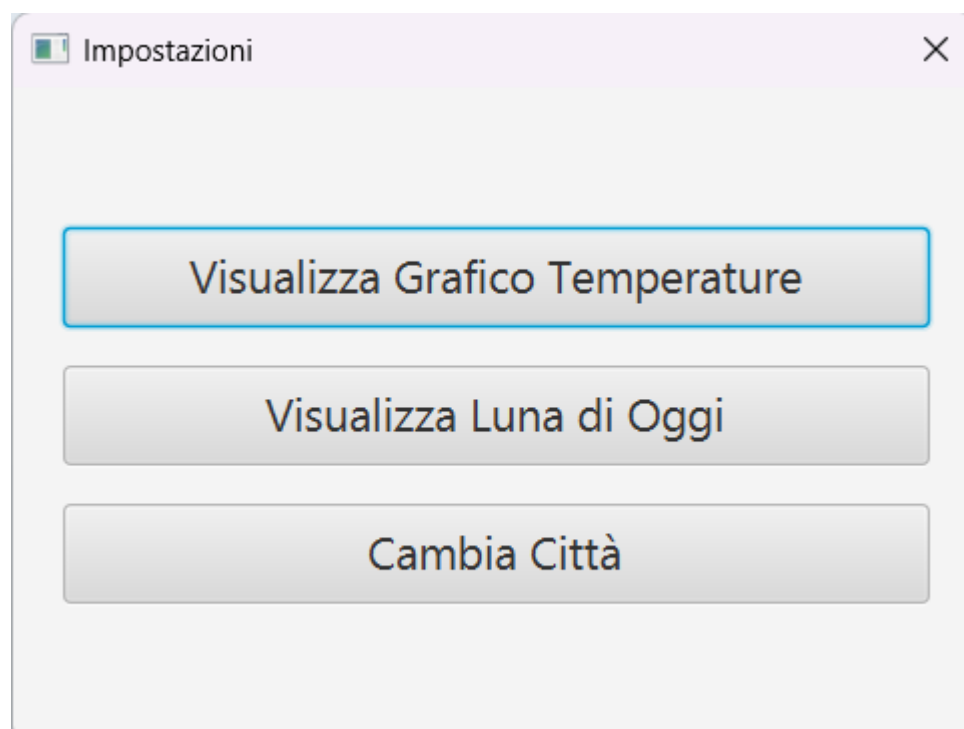 Impostazioni
Visualizza Grafico Temperature
Visualizza Luna di Oggi
Cambia Città